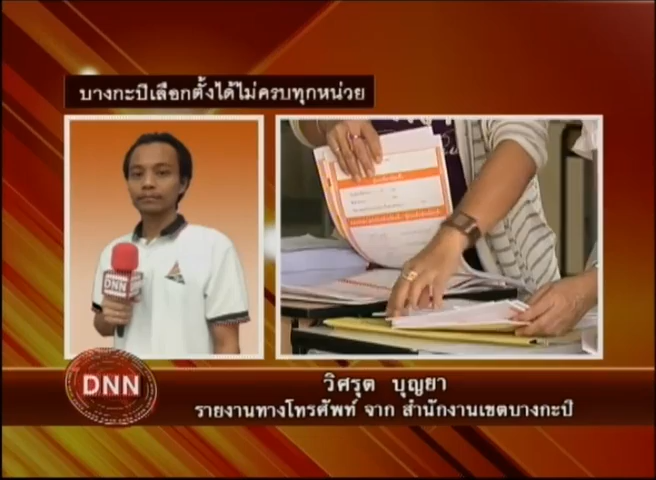 บางกะปิเลือกตั้งได้ไม่ครบทุกหน่วย
DNN
DNN
วิศรุต บุญยา
รายงานทางโทรศัพท์ จาก สำนักงานเขตบางกะปิ